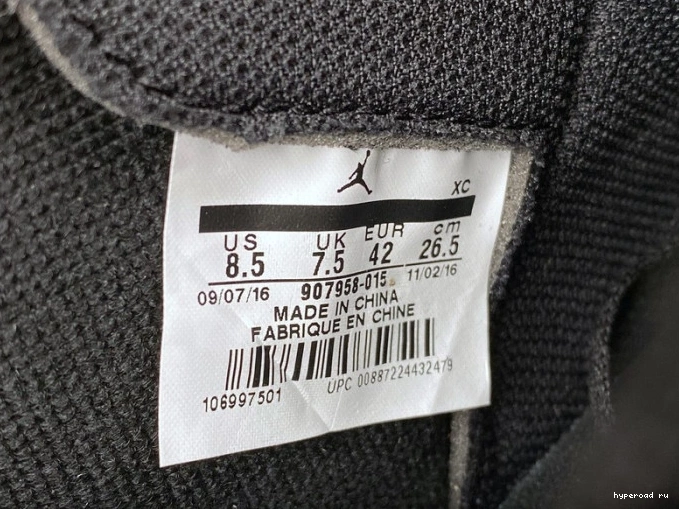 XC
US UK EUR cm
8.5 7.5 42 26.5
09/07/16 907958-015 11/02/16
MADE IN CHINA
FABRIQUE EN CHINE
106997501 UPC 00887224432479
hyperoad ru